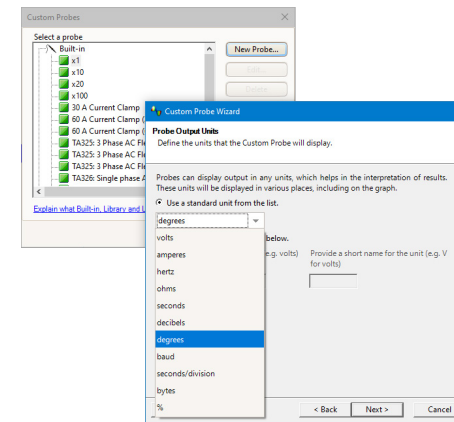 Custom Probes
Select a probe
Built-in
x1
x10
x20
x100
30 A Current Clamp
60 A Current Clamp (
60 A Current Clamp (
TA325: 3 Phase AC Fle
TA325: 3 Phase AC Fle
TA325: 3 Phase AC Fle
TA326: Single phase A
New Probe...
Edit...
Delete
Explain what Built-in, Library and L
Custom Probe Wizard
Probe Output Units
Define the units that the Custom Probe will display.
Probes can display output in any units, which helps in the interpretation of results.
These units will be displayed in various places, including on the graph.
Use a standard unit from the list.
degrees
below.
e.g. volts)
Provide a short name for the unit (e.g. V
for volts)
volts
amperes
hertz
ohms
seconds
decibels
degrees
baud
seconds/division
bytes
%
< Back
Next >
Cancel